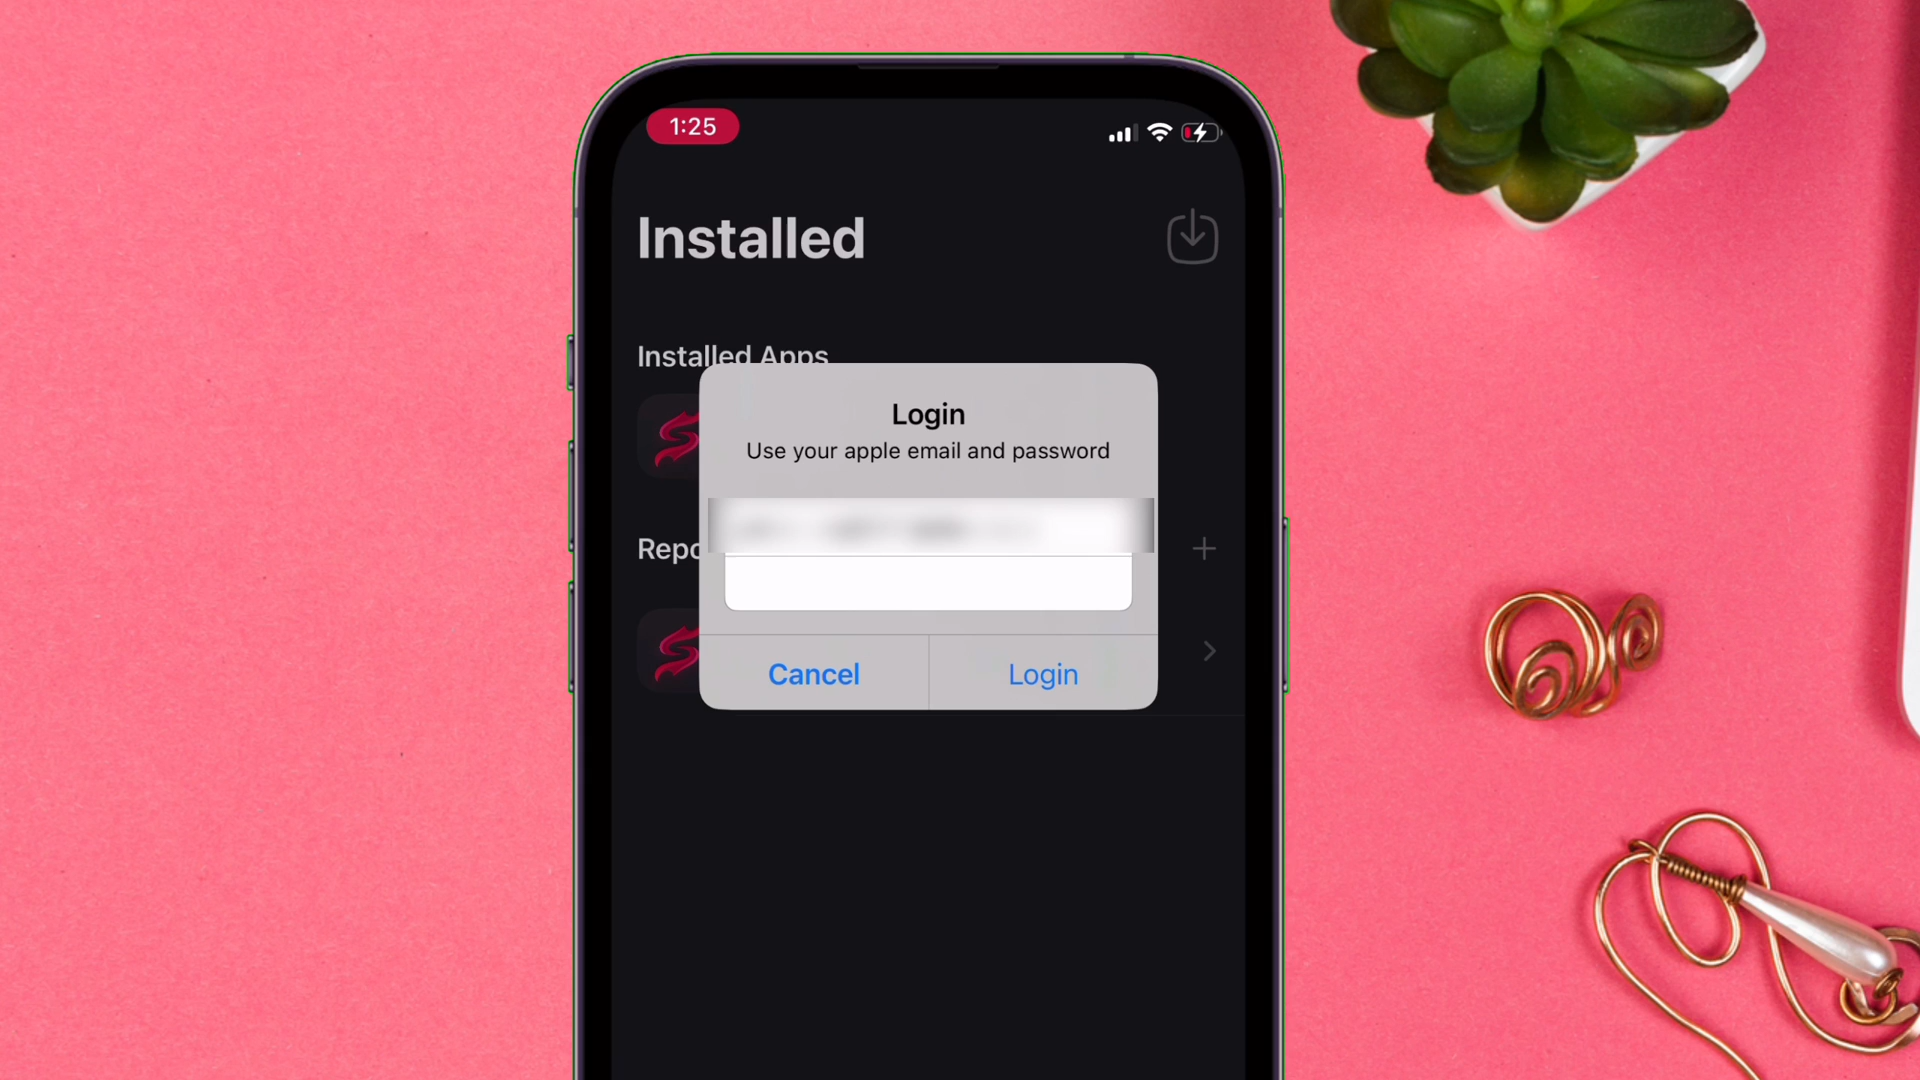 1:25
Installed
Installed Apps
Login
Use your apple email and password
Repo
Cancel
Login